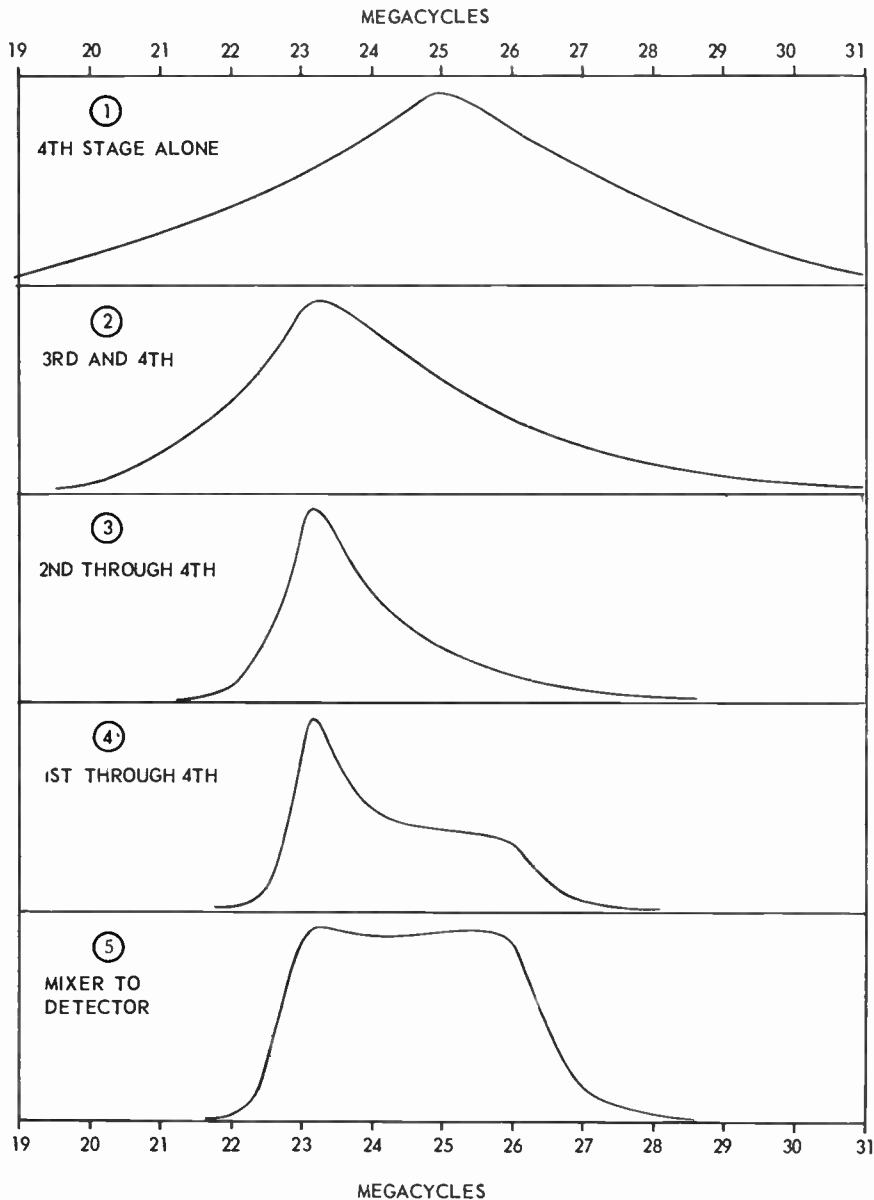 MEGACYCLES
19 20 21 22 23 24 25 26 27 28 29 30 31
1
4TH STAGE ALONE
2
3RD AND 4TH
3
2ND THROUGH 4TH
4
1ST THROUGH 4TH
5
MIXER TO
DETECTOR
19 20 21 22 23 24 25 26 27 28 29 30 31
MEGACYCLES